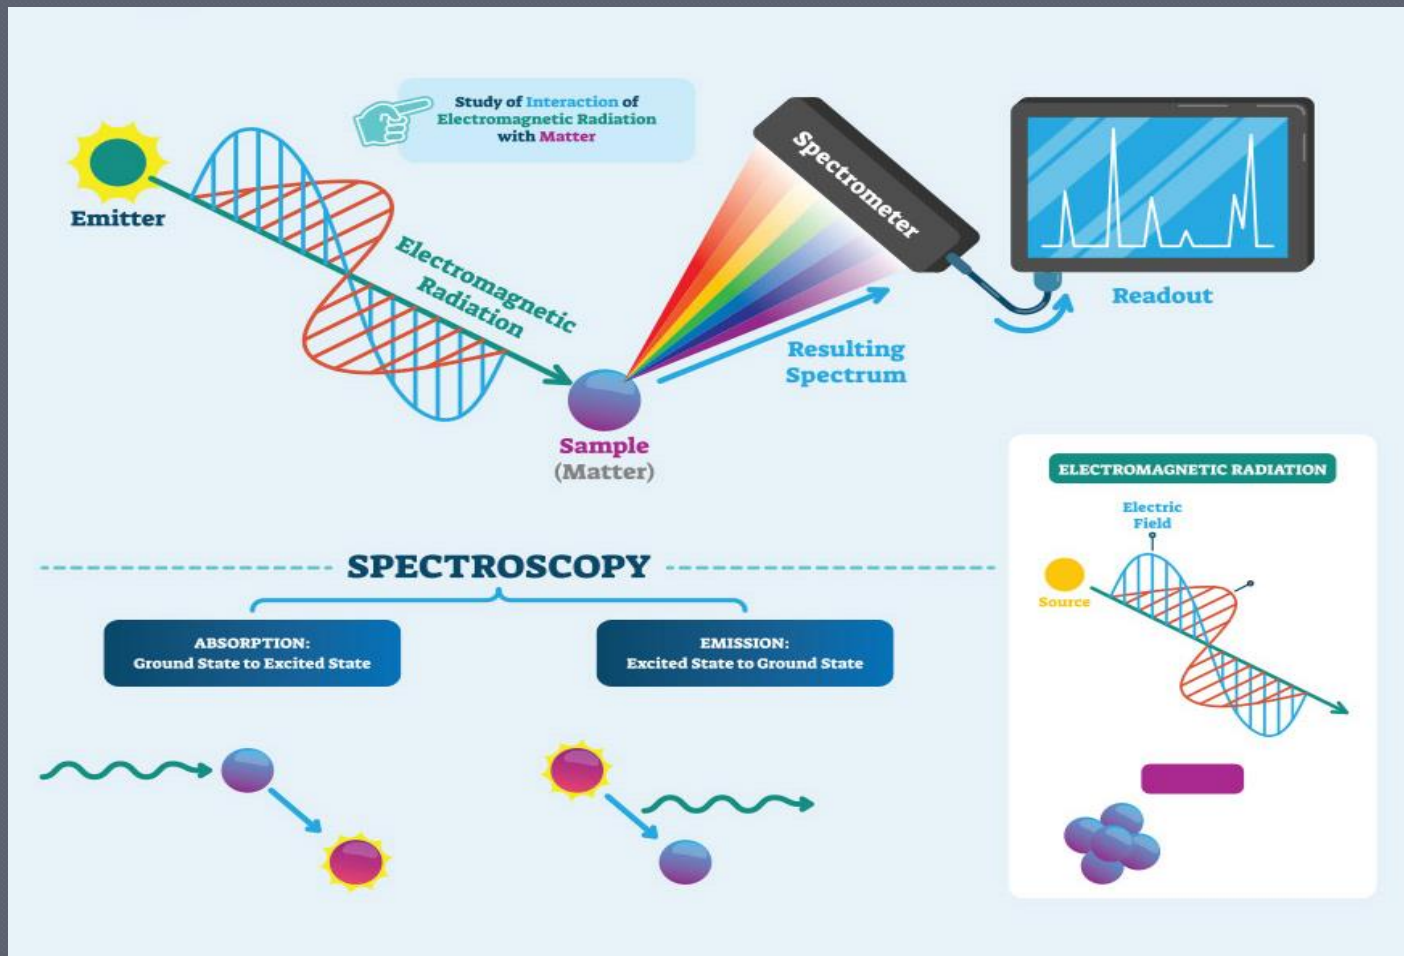 Study of Interaction of
Electromagnetic Radiation
with Matter
Emitter
Electromagnetic
Radiation
Spectrometer
Readout
Resulting
Spectrum
Sample
(Matter)
SPECTROSCOPY
ABSORPTION:
Ground State to Excited State
EMISSION:
Excited State to Ground State
ELECTROMAGNETIC RADIATION
Electric
Field
Source